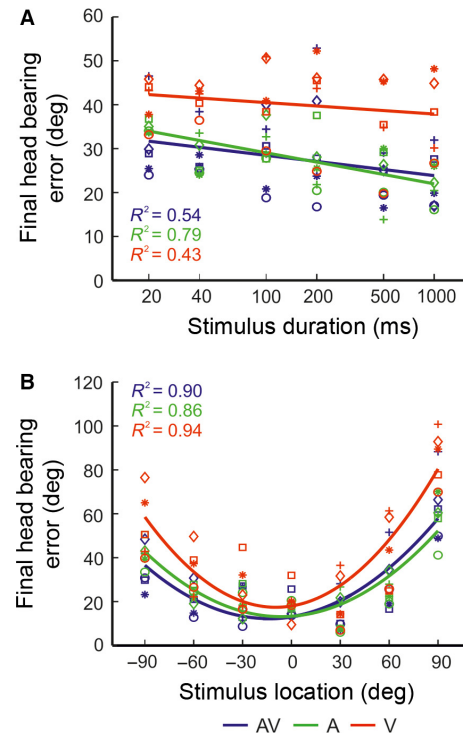 A
60
50
40
30
20
10
0
Final head bearing
error (deg)
R² = 0.54
R² = 0.79
R² = 0.43
20 40 100 200 500 1000
Stimulus duration (ms)
B
120
100
80
60
40
20
0
Final head bearing
error (deg)
R² = 0.90
R² = 0.86
R² = 0.94
–90 –60 –30 0 30 60 90
Stimulus location (deg)
AV A V